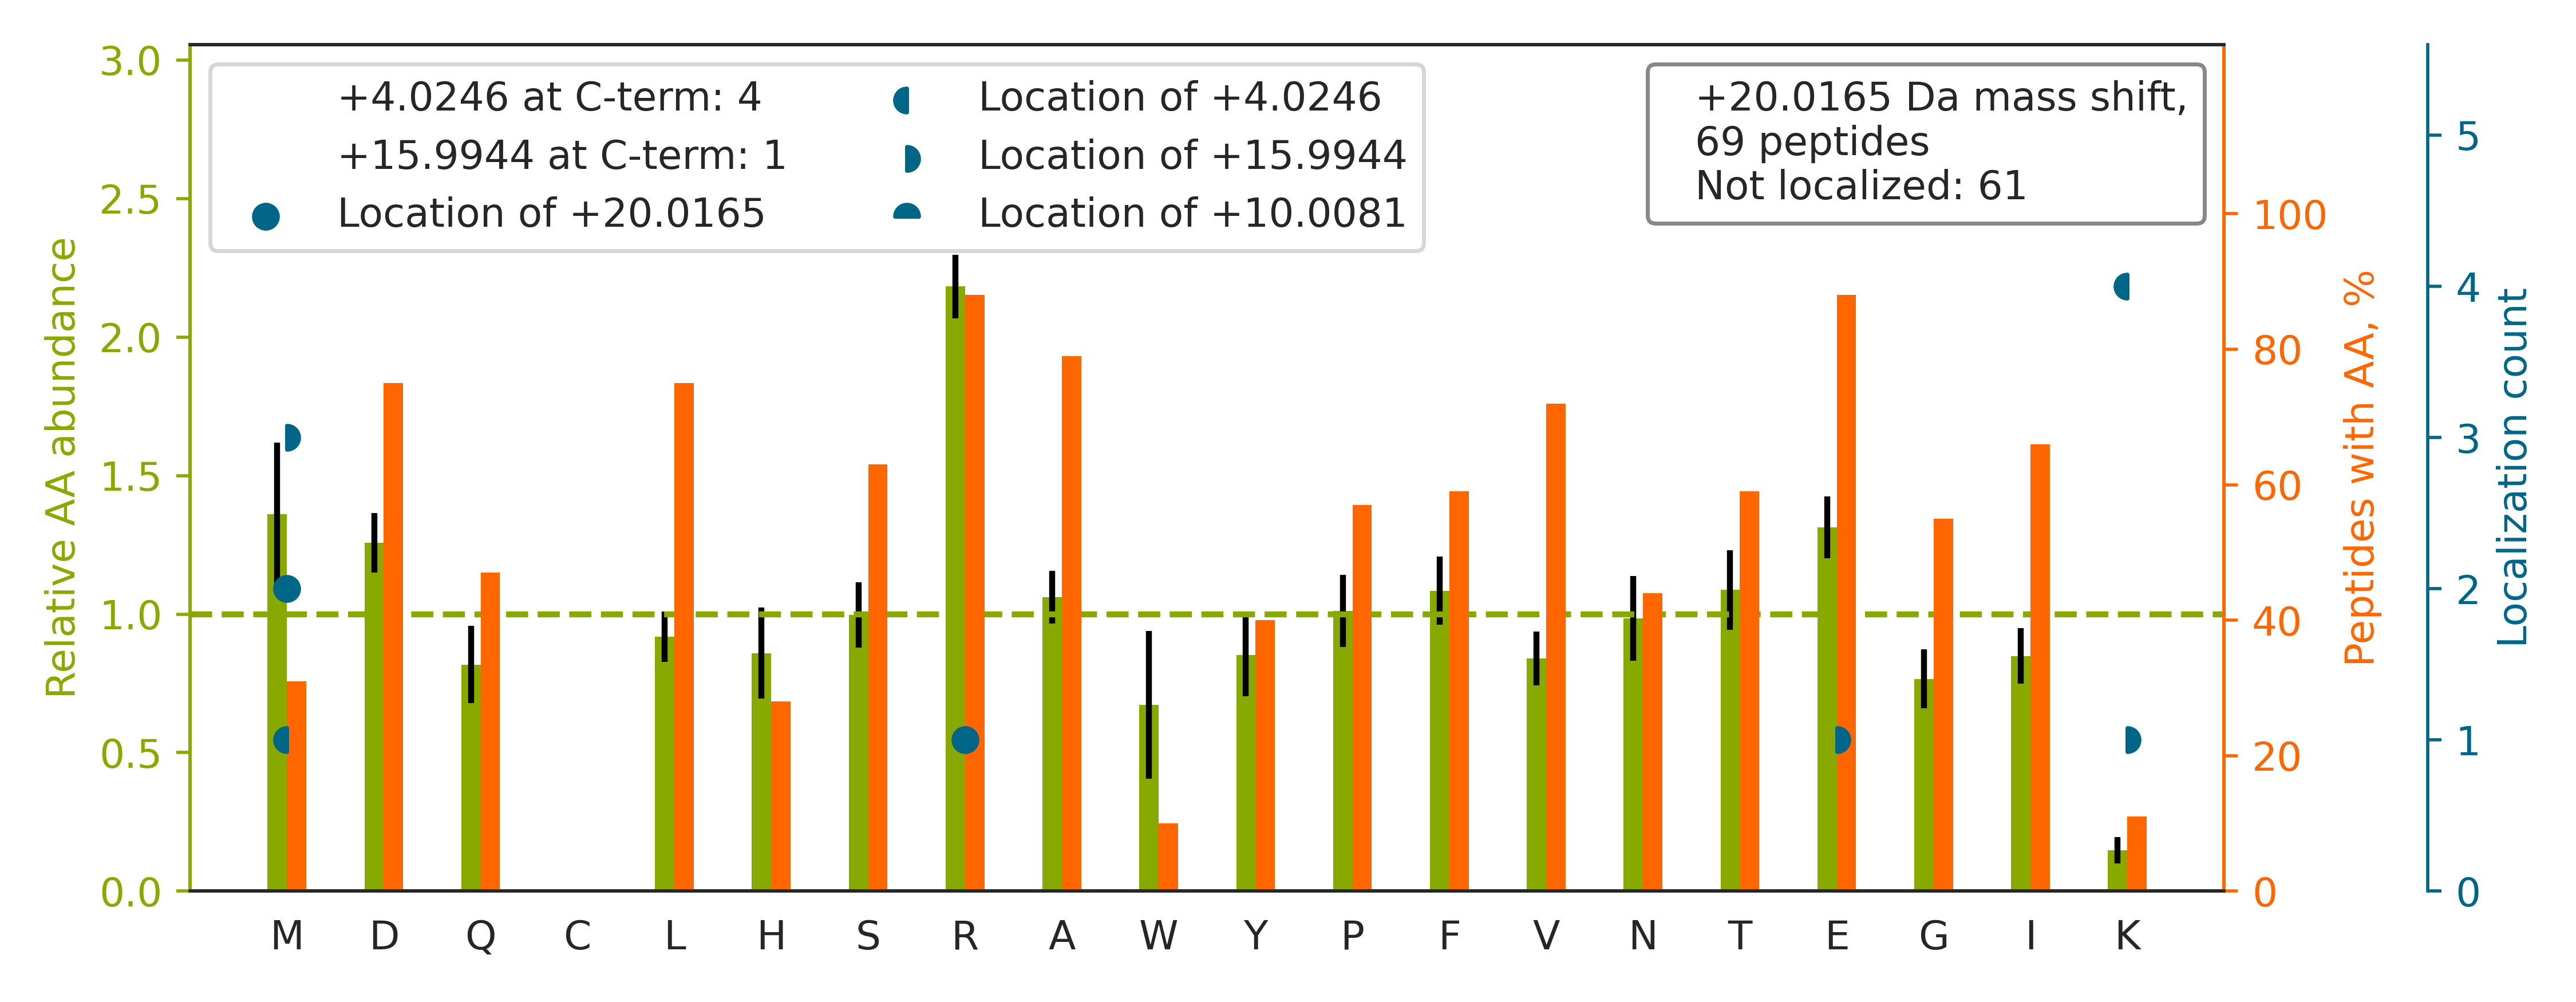 +4.0246 at C-term: 4
+15.9944 at C-term: 1
Location of +20.0165
Location of +4.0246
Location of +15.9944
Location of +10.0081
+20.0165 Da mass shift,
69 peptides
Not localized: 61
Relative AA abundance
3.0
2.5
2.0
1.5
1.0
0.5
0.0
100
80
60
40
20
0
Peptides with AA, %
5
4
3
2
1
0
Localization count
M D Q C L H S R A W Y P F V N T E G I K